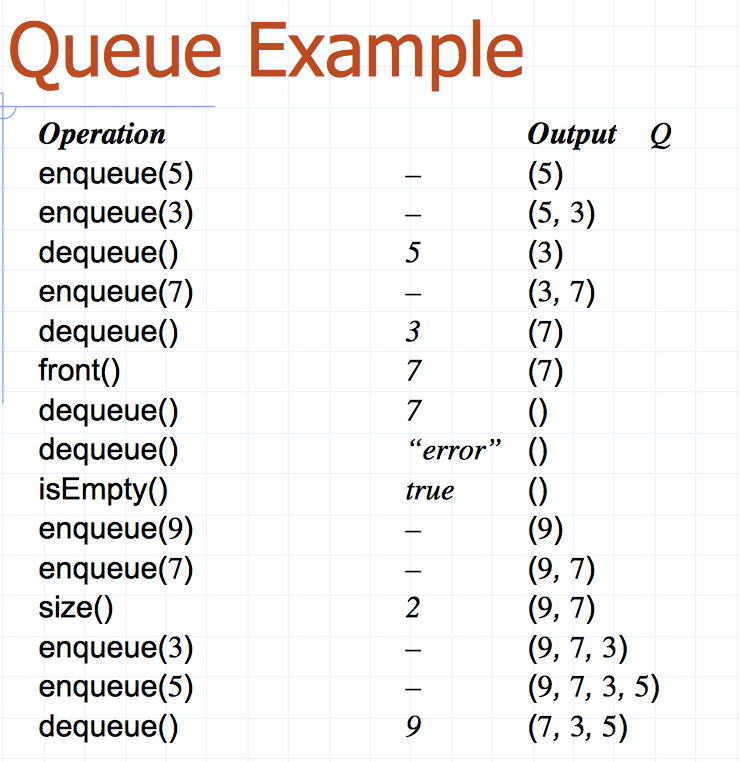 Queue Example
Operation Output Q
enqueue(5) – (5)
enqueue(3) – (5, 3)
dequeue() 5 (3)
enqueue(7) – (3, 7)
dequeue() 3 (7)
front() 7 (7)
dequeue() 7 ()
dequeue() “error” ()
isEmpty() true ()
enqueue(9) – (9)
enqueue(7) – (9, 7)
size() 2 (9, 7)
enqueue(3) – (9, 7, 3)
enqueue(5) – (9, 7, 3, 5)
dequeue() 9 (7, 3, 5)